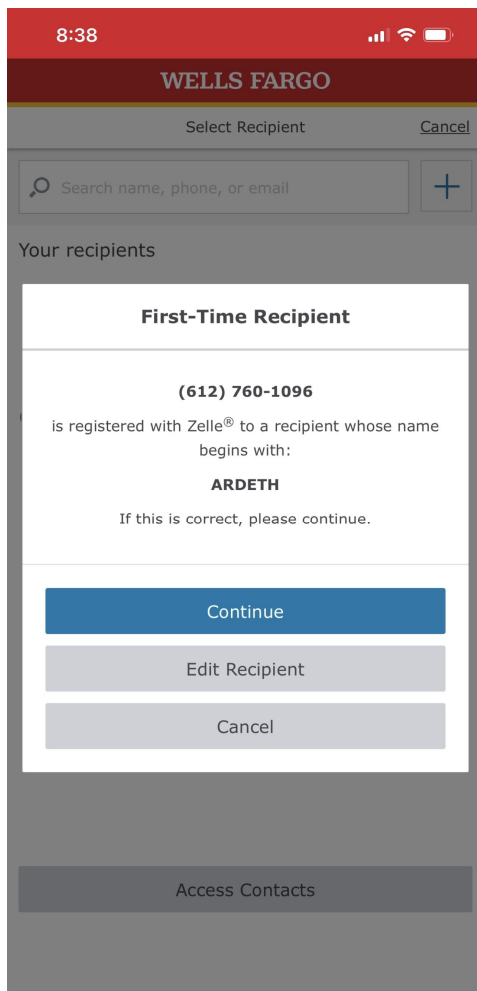 8:38
WELLS FARGO
Select Recipient Cancel
Search name, phone, or email
Your recipients
First-Time Recipient
(612) 760-1096
is registered with Zelle® to a recipient whose name
begins with:
ARDETH
If this is correct, please continue.
Continue
Edit Recipient
Cancel
Access Contacts